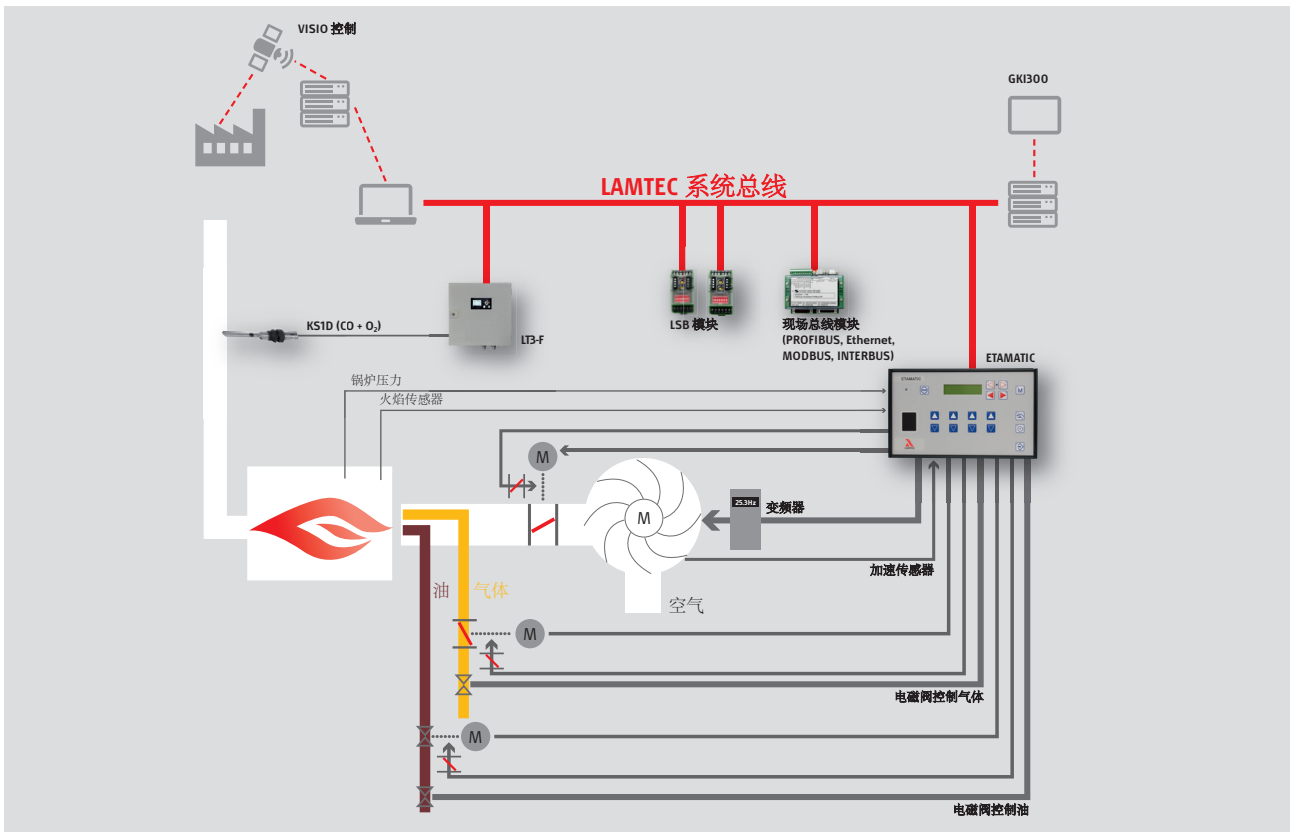 VISIO 控制
GKI300
LAMTEC 系统总线
KS1D (CO + O₂)
LT3-F
LSB 模块
现场总线模块
(PROFIBUS, Ethernet,
MODBUS, INTERBUS)
ETAMATIC
ETAMATIC
锅炉压力
火焰传感器
M
M
M
25.3Hz
变频器
加速传感器
油
气体
空气
M
电磁阀控制气体
M
电磁阀控制油